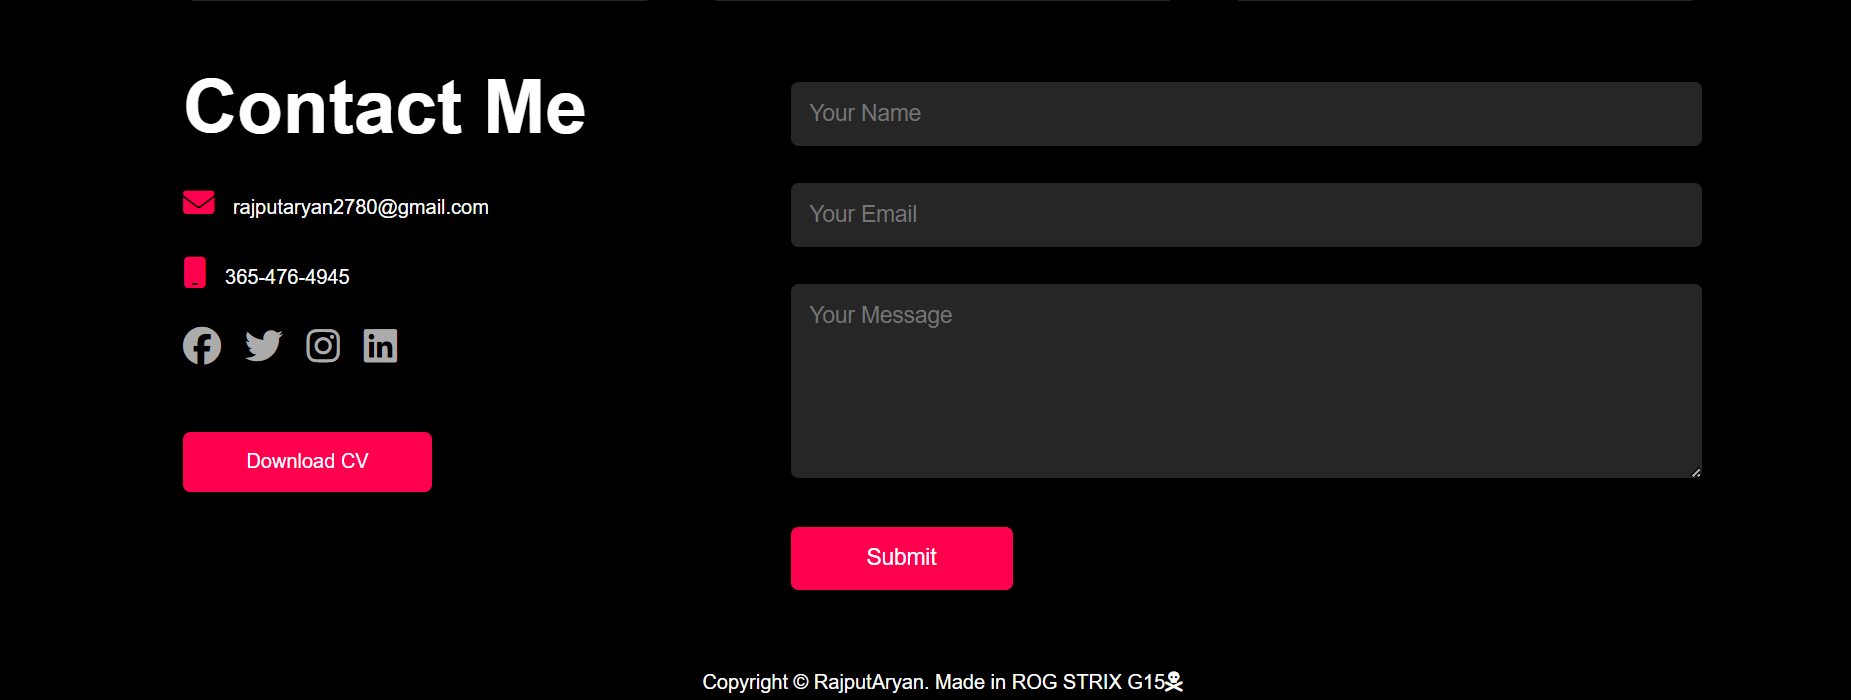 Contact Me
rajputaryan2780@gmail.com
365-476-4945
Download CV
Your Name
Your Email
Your Message
Submit
Copyright © RajputAryan. Made in ROG STRIX G15☠